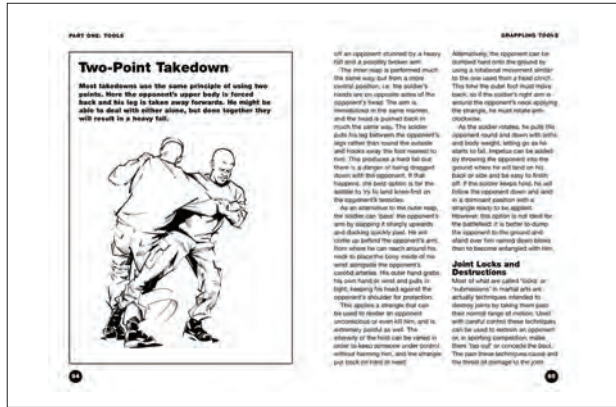 PART ONE: TOOLS
GRAPPLING TOOLS
Two-Point Takedown
Most takedowns use the same principle of using two
points. Here the opponent's upper body is forced
back and his leg is taken away forwards. He might be
able to deal with either alone, but done together they
will result in a heavy fall.
84
off an opponent stunned by a heavy
fall and a possibly broken arm.
The inner reap is performed much
the same way but from a more
central position, i.e. the soldier's
hands are on opposite sides of the
opponent's head. The arm is
immobilized in the same manner,
and the head is pushed back in
much the same way. The soldier
puts his leg between the opponent's
legs rather than round the outside
and hooks away the foot nearest to
him. This produces a hard fall but
there is a danger of being dragged
down with the opponent. If that
happens, the best option is for the
soldier to try to land knee-first on
the opponent's testicles.
As an alternative to the outer reap,
the soldier can 'pass' the opponent's
arm by slapping it sharply upwards
and ducking quickly past. He will
come up behind the opponent's arm,
from where he can reach around his
neck to place the bony inside of his
wrist alongside the opponent's
carotid arteries. His outer hand grabs
his own hand or wrist and pulls in
tight, keeping his head against the
opponent's shoulder for protection.
This applies a strangle that can
be used to render an opponent
unconscious or even kill him, and is
extremely painful as well. The
intensity of the hold can be varied in
order to keep someone under control
without harming him, and the strangle
put back on hard at need.
Alternatively, the opponent can be
dumped hard onto the ground by
using a rotational movement similar
to the one used from a head clinch.
This time the outer foot must move
back, so if the soldier's right arm is
around the opponent's neck applying
the strangle, he must rotate anti-
clockwise.
As the soldier rotates, he pulls the
opponent round and down with arms
and body weight, letting go as he
starts to fall. Impetus can be added
by throwing the opponent into the
ground where he will land on his
back or side and be easy to finish
off. If the soldier keeps hold, he will
follow the opponent down and land
in a dominant position with a
strangle ready to be applied.
However, this option is not ideal for
the battlefield; it is better to dump
the opponent to the ground and
stand over him raining down blows
than to become entangled with him.
Joint Locks and
Destructions
Most of what are called 'locks' or
'submissions' in martial arts are
actually techniques intended to
destroy joints by taking them past
their normal range of motion. Used
with careful control these techniques
can be used to restrain an opponent
or, in sporting competition, make
them 'tap out' or concede the bout.
The pain these techniques cause and
the threat of damage to the joint
85